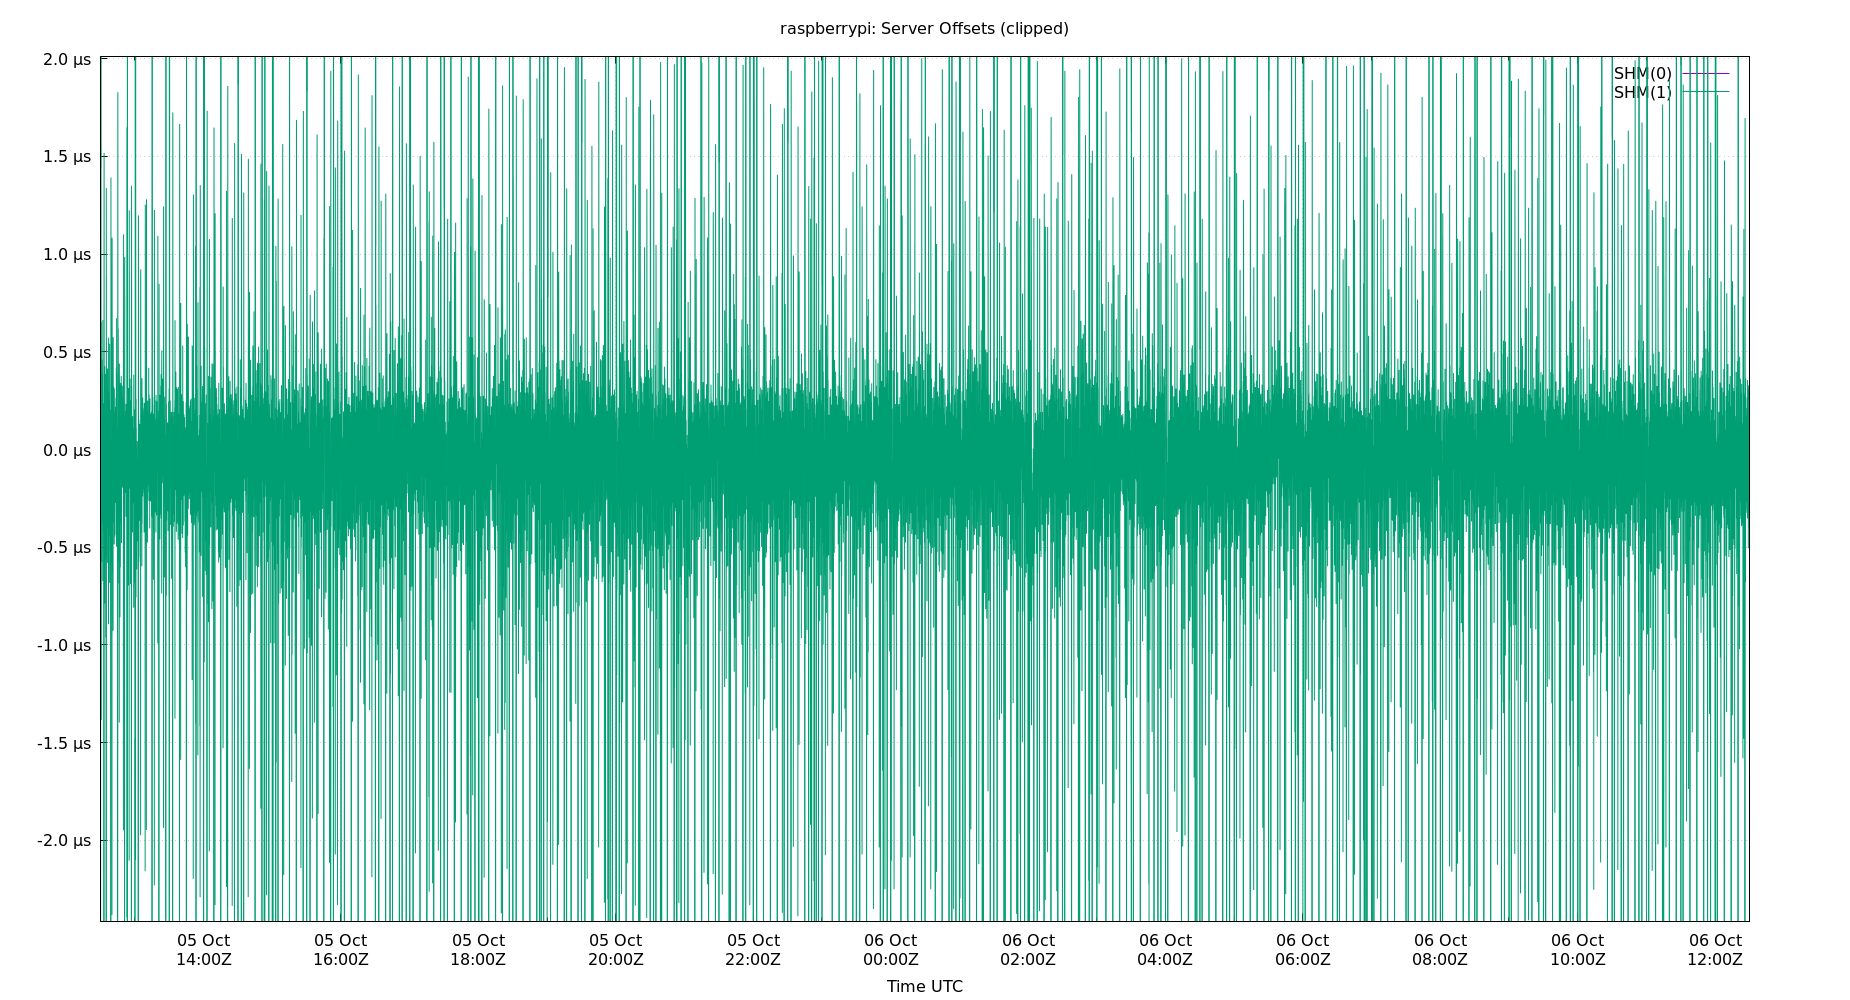 raspberrypi: Server Offsets (clipped)
SHM(0)
SHM(1)
2.0 µs
1.5 µs
1.0 µs
0.5 µs
0.0 µs
-0.5 µs
-1.0 µs
-1.5 µs
-2.0 µs
05 Oct 05 Oct 05 Oct 05 Oct 05 Oct 06 Oct 06 Oct 06 Oct 06 Oct 06 Oct 06 Oct 06 Oct
14:00Z 16:00Z 18:00Z 20:00Z 22:00Z 00:00Z 02:00Z 04:00Z 06:00Z 08:00Z 10:00Z 12:00Z
Time UTC